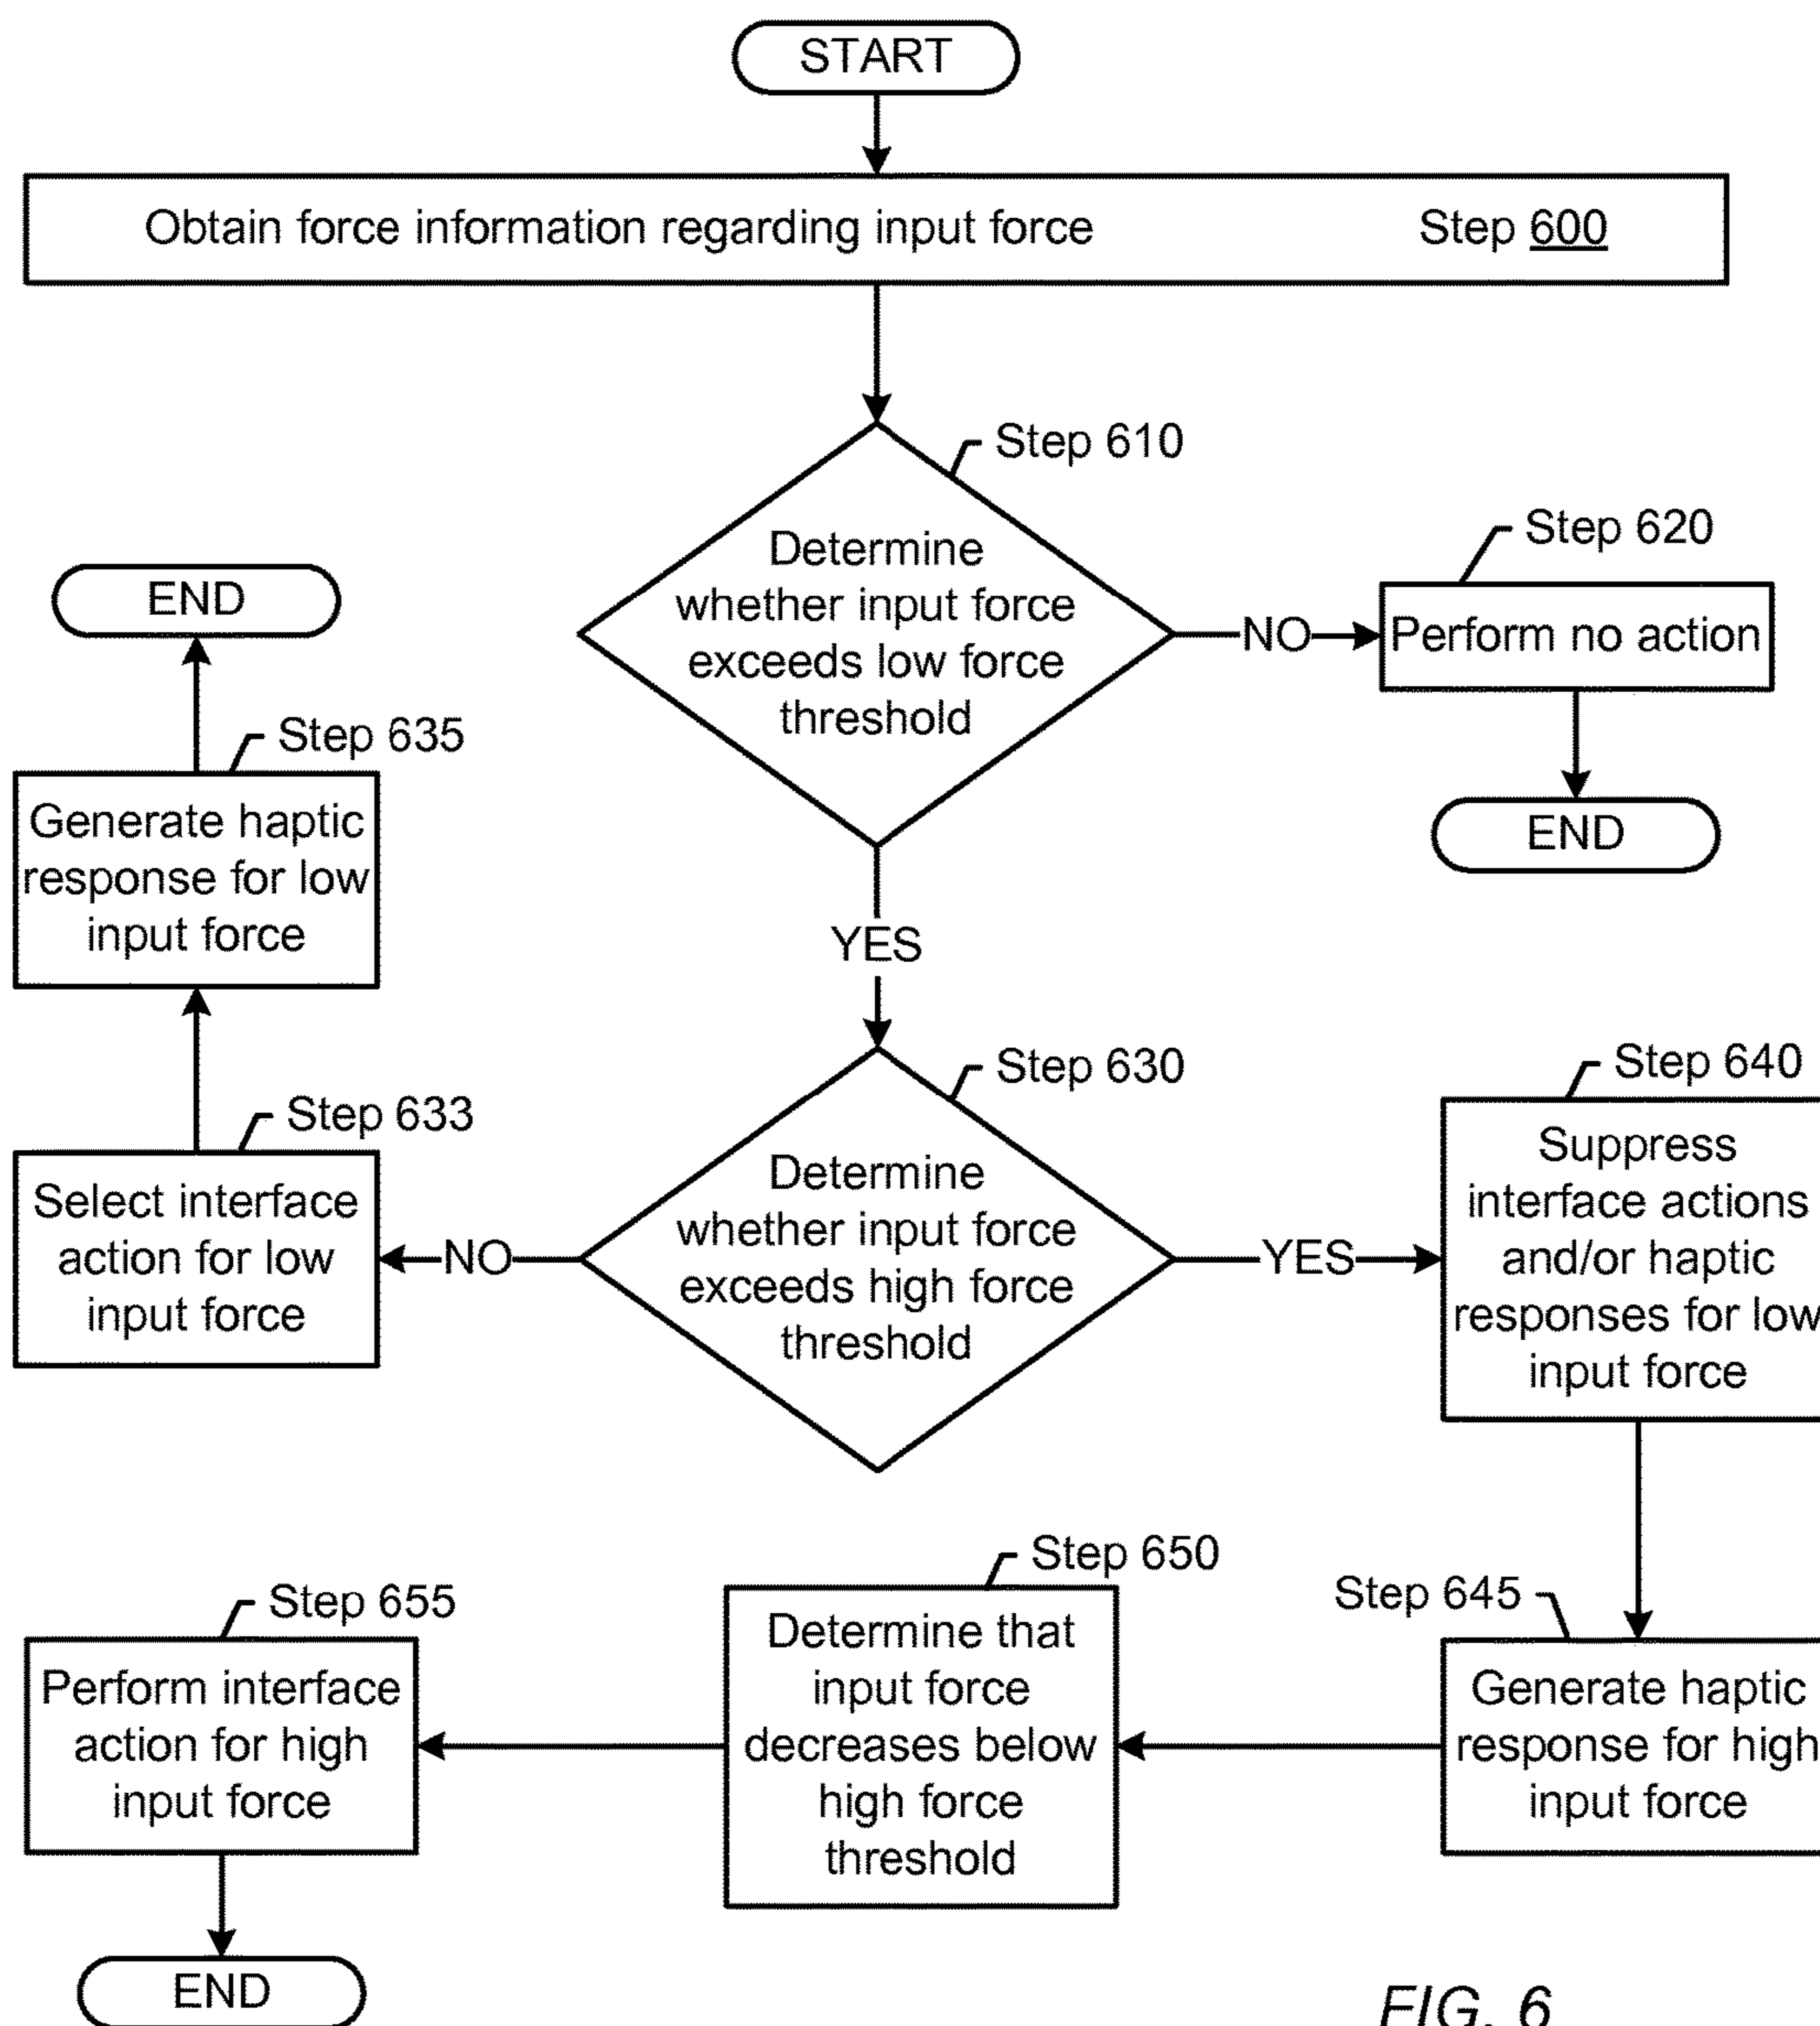 START
Obtain force information regarding input force Step 600
Step 610
Determine
whether input force
exceeds low force
threshold
NO
Step 620
Perform no action
END
YES
Step 630
Determine
whether input force
exceeds high force
threshold
NO
Step 633
Select interface
action for low
input force
Step 635
Generate haptic
response for low
input force
END
YES
Step 640
Suppress
interface actions
and/or haptic
responses for low
input force
Step 645
Generate haptic
response for high
input force
Step 650
Determine that
input force
decreases below
high force
threshold
Step 655
Perform interface
action for high
input force
END
FIG. 6